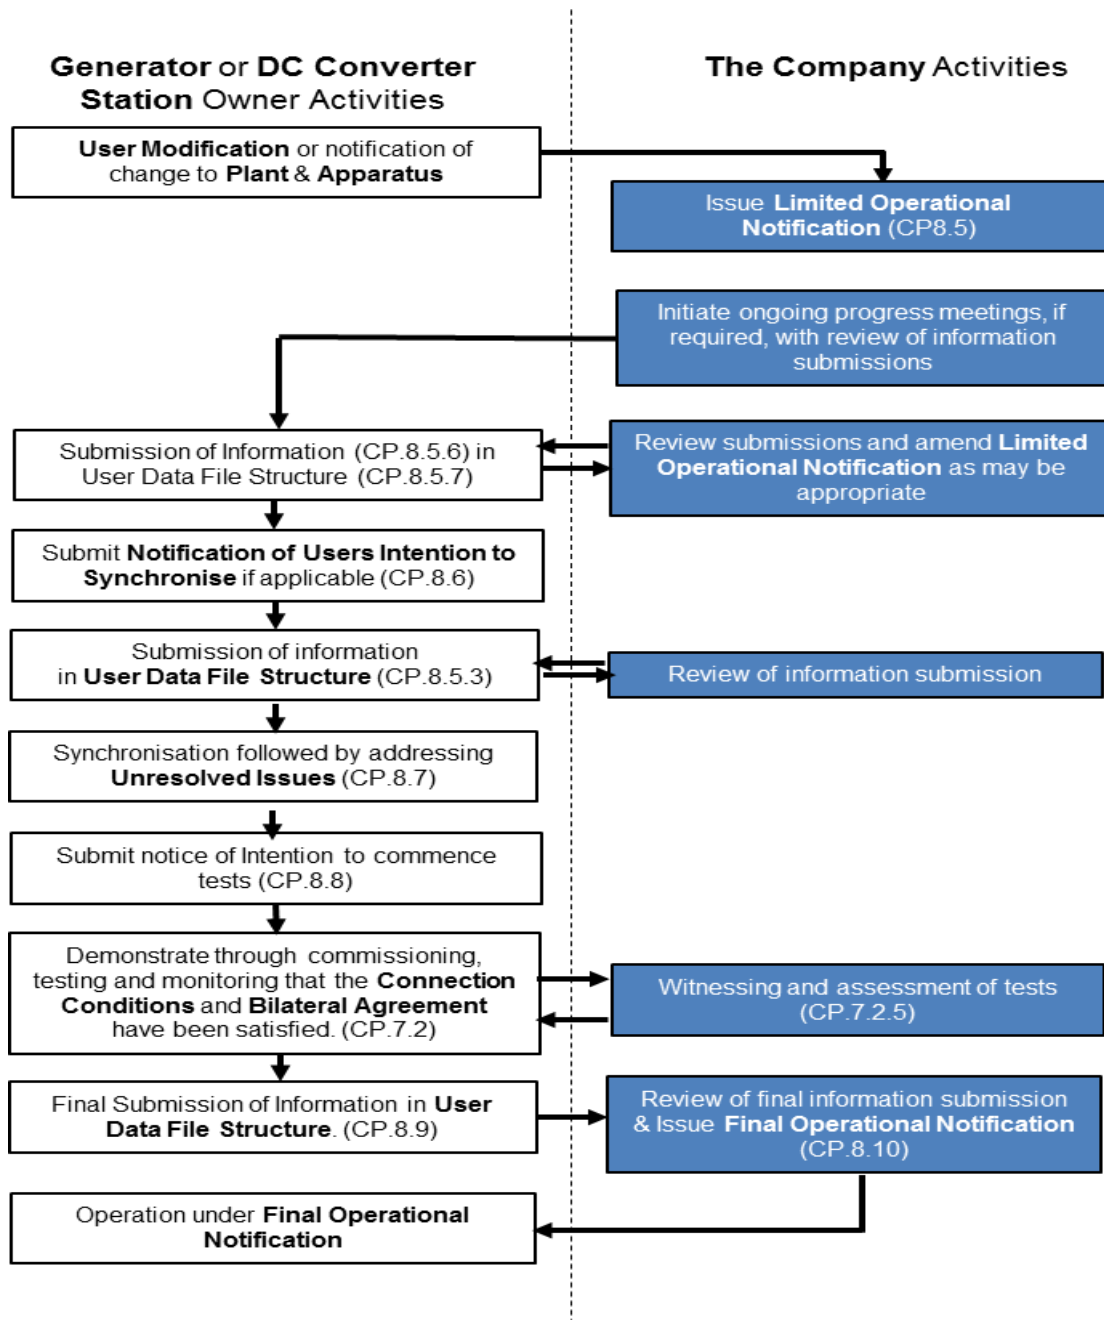 Generator or DC Converter
Station Owner Activities
The Company Activities
User Modification or notification of
change to Plant & Apparatus
Issue Limited Operational
Notification (CP8.5)
Initiate ongoing progress meetings, if
required, with review of information
submissions
Submission of Information (CP.8.5.6) in
User Data File Structure (CP.8.5.7)
Review submissions and amend Limited
Operational Notification as may be
appropriate
Submit Notification of Users Intention to
Synchronise if applicable (CP.8.6)
Submission of information
in User Data File Structure (CP.8.5.3)
Review of information submission
Synchronisation followed by addressing
Unresolved Issues (CP.8.7)
Submit notice of Intention to commence
tests (CP.8.8)
Demonstrate through commissioning,
testing and monitoring that the Connection
Conditions and Bilateral Agreement
have been satisfied. (CP.7.2)
Witnessing and assessment of tests
(CP.7.2.5)
Final Submission of Information in User
Data File Structure. (CP.8.9)
Review of final information submission
& Issue Final Operational Notification
(CP.8.10)
Operation under Final Operational
Notification